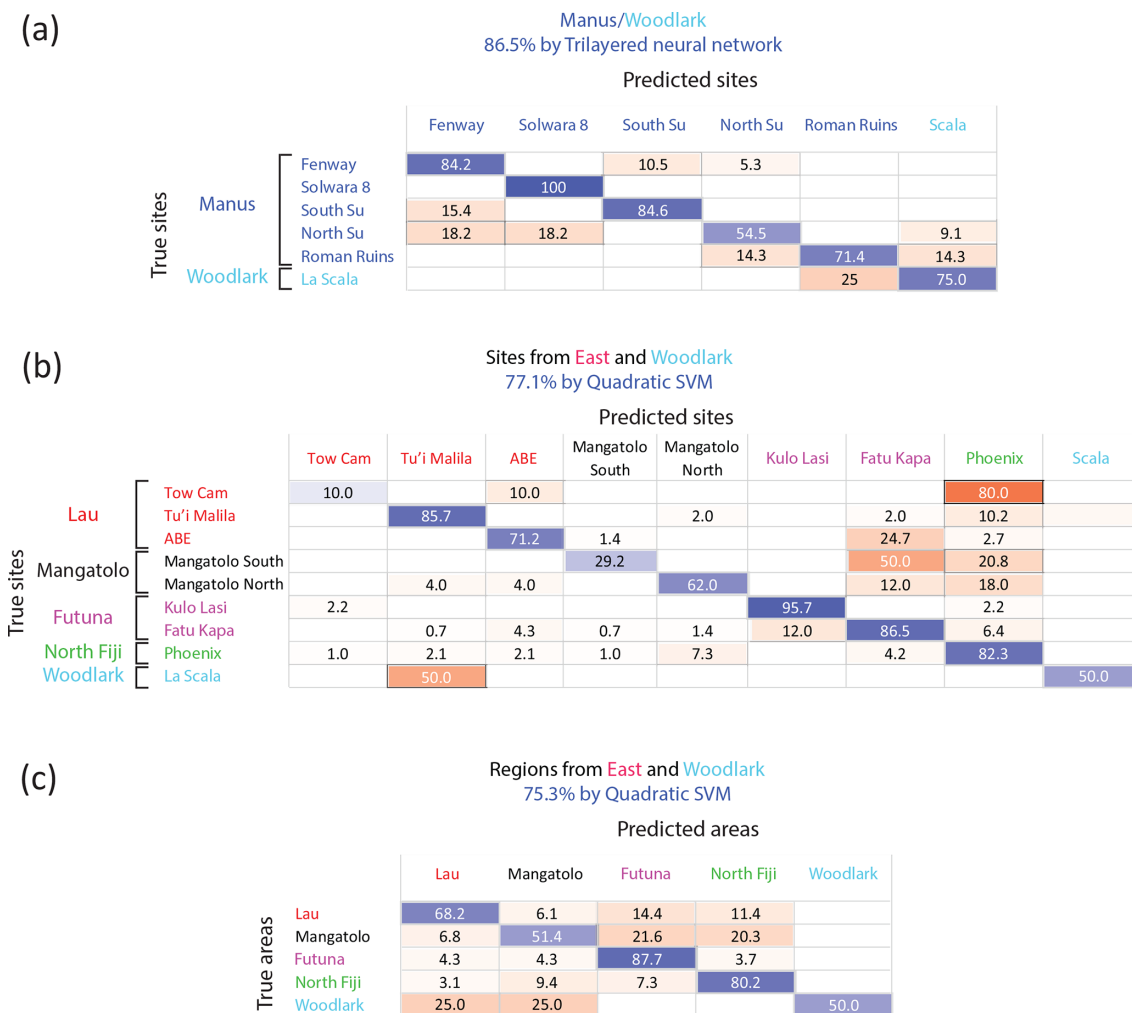 (a)
Manus/Woodlark
86.5% by Trilayered neural network
Predicted sites
Fenway Solwara 8 South Su North Su Roman Ruins Scala
True sites
Manus
Woodlark
Fenway 84.2 10.5 5.3
Solwara 8 100
South Su 15.4 84.6
North Su 18.2 18.2 54.5 9.1
Roman Ruins 14.3 71.4 14.3
La Scala 25 75.0
(b)
Sites from East and Woodlark
77.1% by Quadratic SVM
Predicted sites
Tow Cam Tu'i Malila ABE Mangatolo South Mangatolo North Kulo Lasi Fatu Kapa Phoenix Scala
True sites
Lau
Mangatolo
Futuna
North Fiji
Woodlark
Tow Cam 10.0 10.0 80.0
Tu'i Malila 85.7 2.0 2.0 10.2
ABE 71.2 1.4 24.7 2.7
Mangatolo South 29.2 50.0 20.8
Mangatolo North 4.0 4.0 62.0 12.0 18.0
Kulo Lasi 2.2 95.7 2.2
Fatu Kapa 0.7 4.3 0.7 1.4 12.0 86.5 6.4
Phoenix 1.0 2.1 2.1 1.0 7.3 4.2 82.3
La Scala 50.0 50.0
(c)
Regions from East and Woodlark
75.3% by Quadratic SVM
Predicted areas
Lau Mangatolo Futuna North Fiji Woodlark
True areas
Lau 68.2 6.1 14.4 11.4
Mangatolo 6.8 51.4 21.6 20.3
Futuna 4.3 4.3 87.7 3.7
North Fiji 3.1 9.4 7.3 80.2
Woodlark 25.0 25.0 50.0